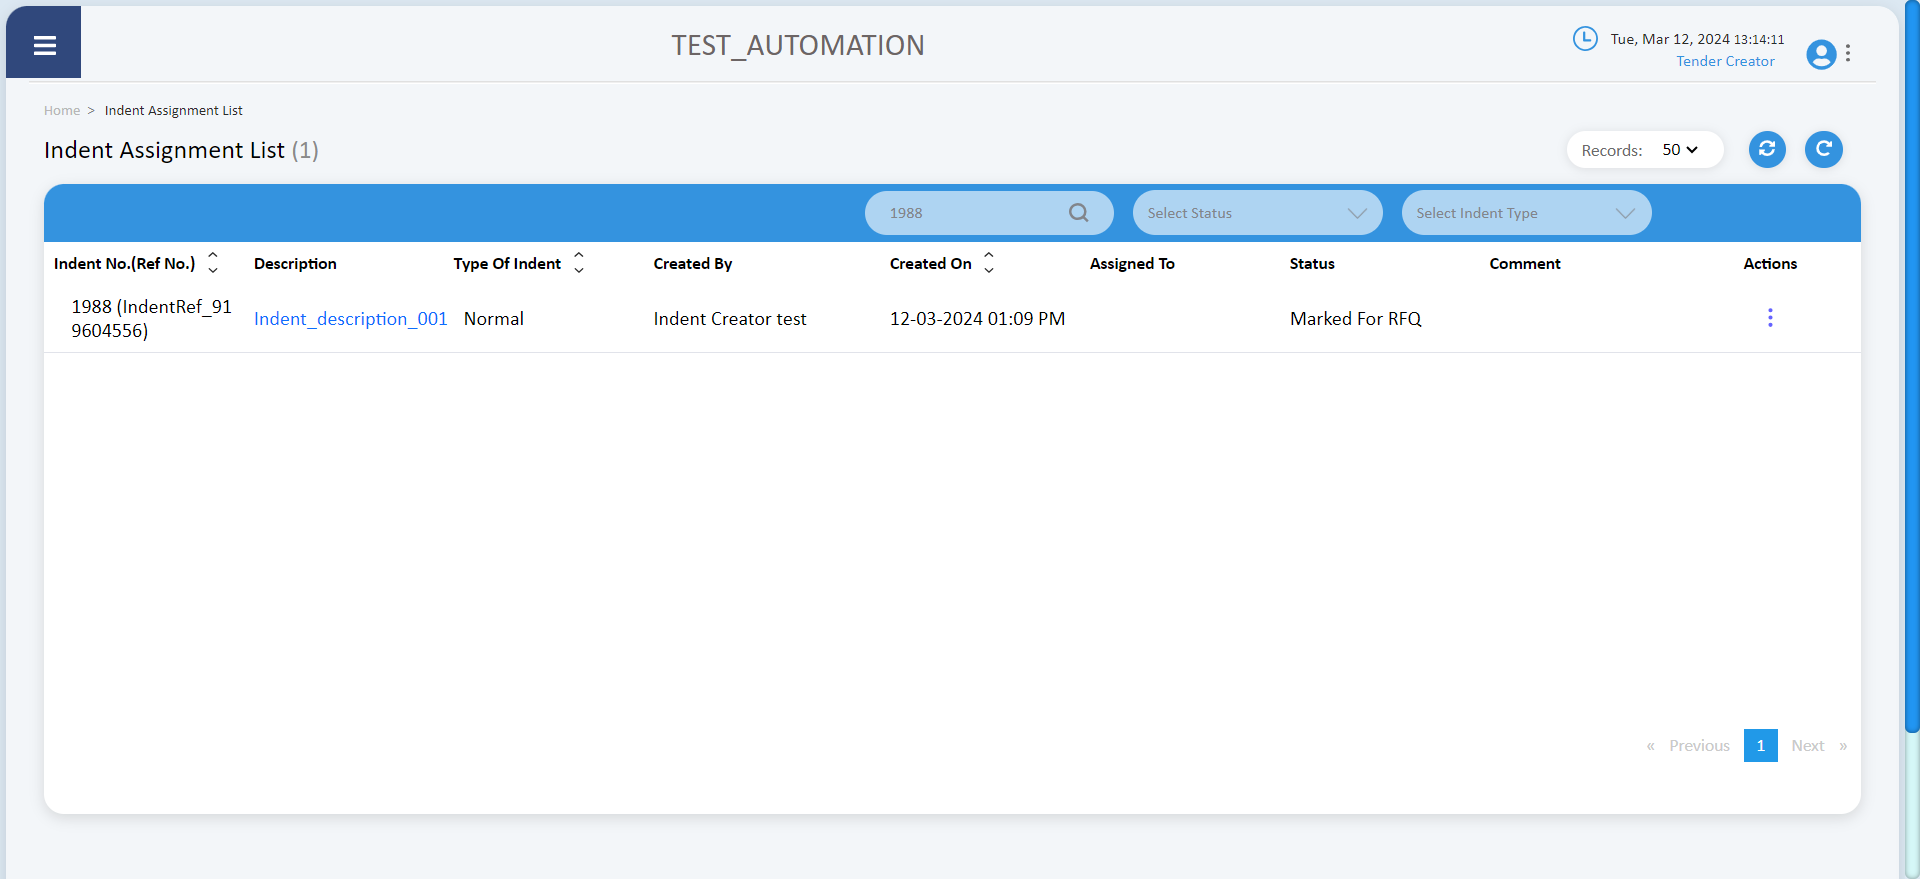 TEST_AUTOMATION
Tue, Mar 12, 2024 13:14:11
Tender Creator
Home > Indent Assignment List
Indent Assignment List (1)
Records: 50
1988
Select Status
Select Indent Type
Indent No.(Ref No.) Description Type Of Indent Created By Created On Assigned To Status Comment Actions
1988 (IndentRef_91
9604556)
Indent_description_001 Normal Indent Creator test 12-03-2024 01:09 PM Marked For RFQ
« Previous 1 Next »